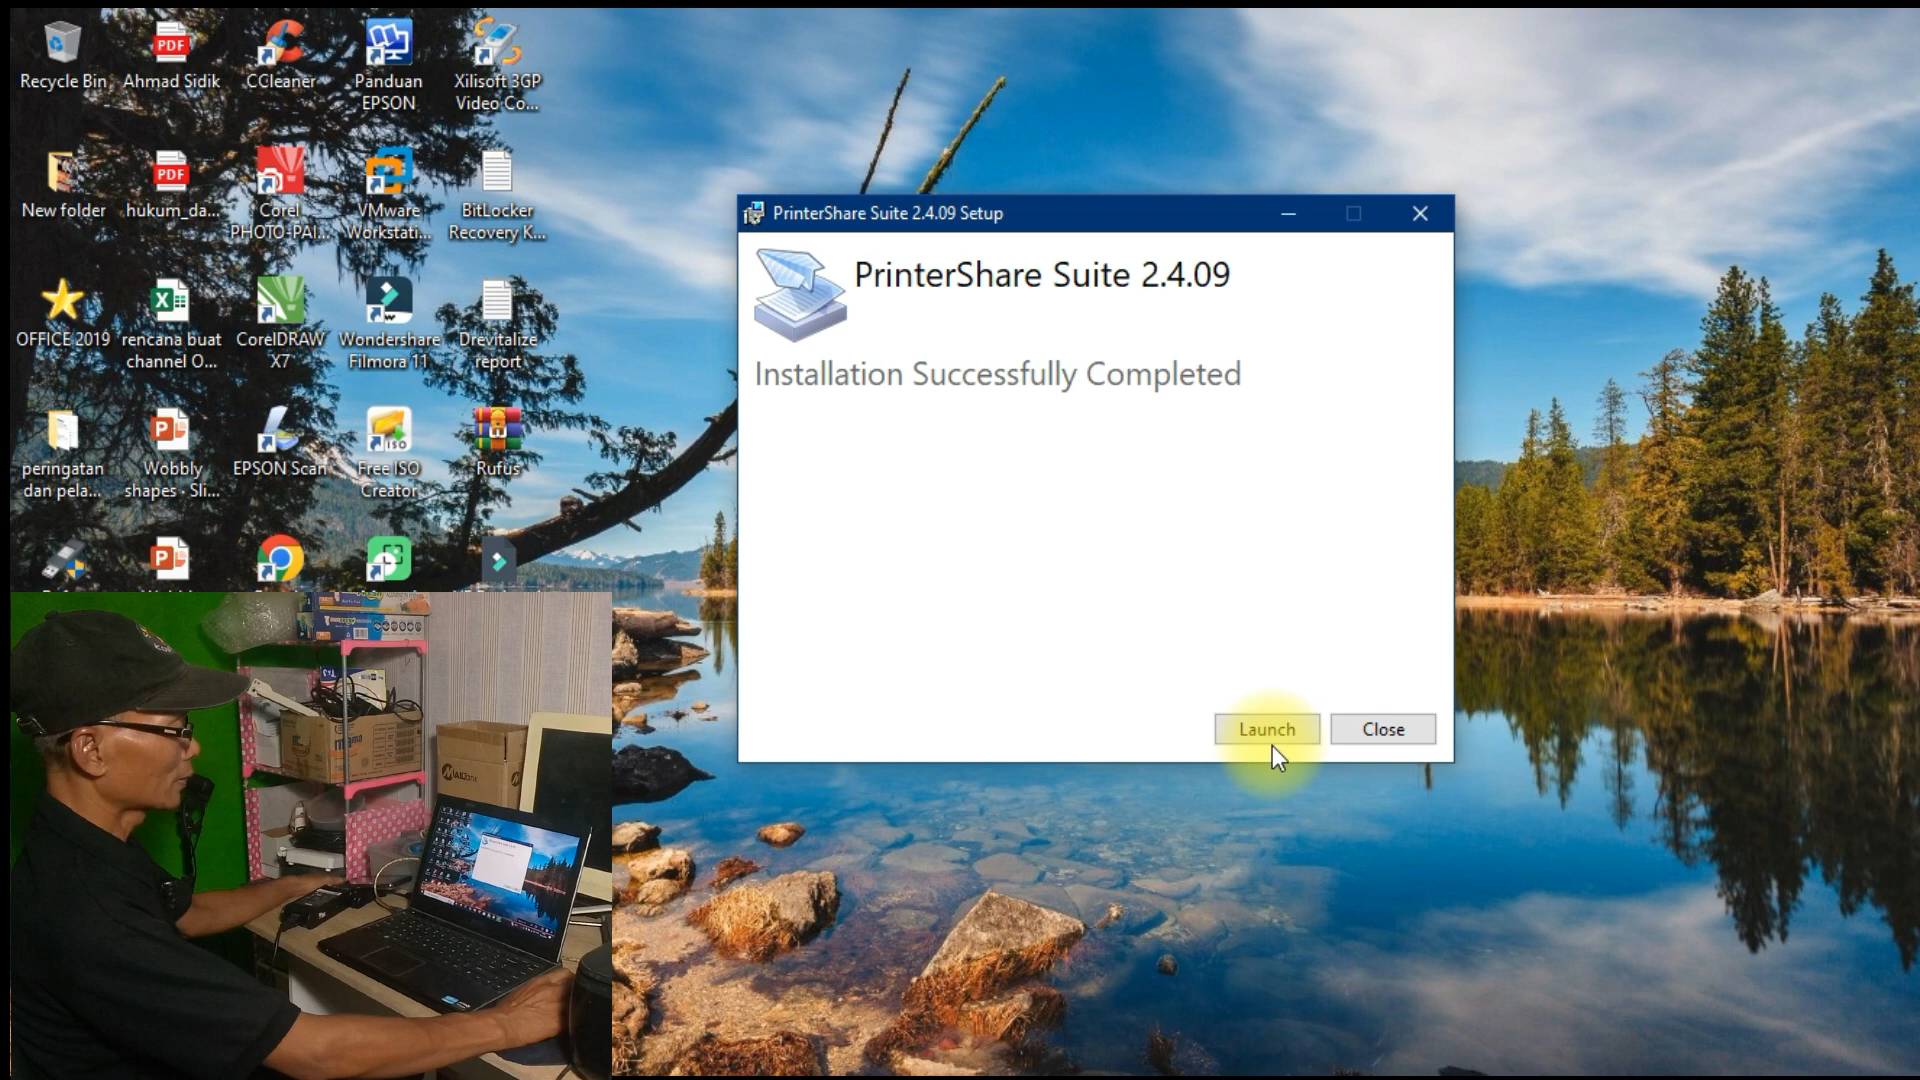 Recycle Bin
Ahmad Sidik
CCleaner
Panduan
EPSON
Xilisoft 3GP
Video Co...
New folder
hukum_da...
Corel
PHOTO-PAI...
VMware
Workstati...
BitLocker
Recovery K...
OFFICE 2019
rencana buat
channel O...
CorelDRAW
X7
Wondershare
Filmora 11
Drevitalize
report
peringatan
dan pela...
Wobbly
shapes - Sli...
EPSON Scan
Free ISO
Creator
Rufus
PDF
PDF
ISO
PrinterShare Suite 2.4.09 Setup
PrinterShare Suite 2.4.09
Installation Successfully Completed
Launch
Close